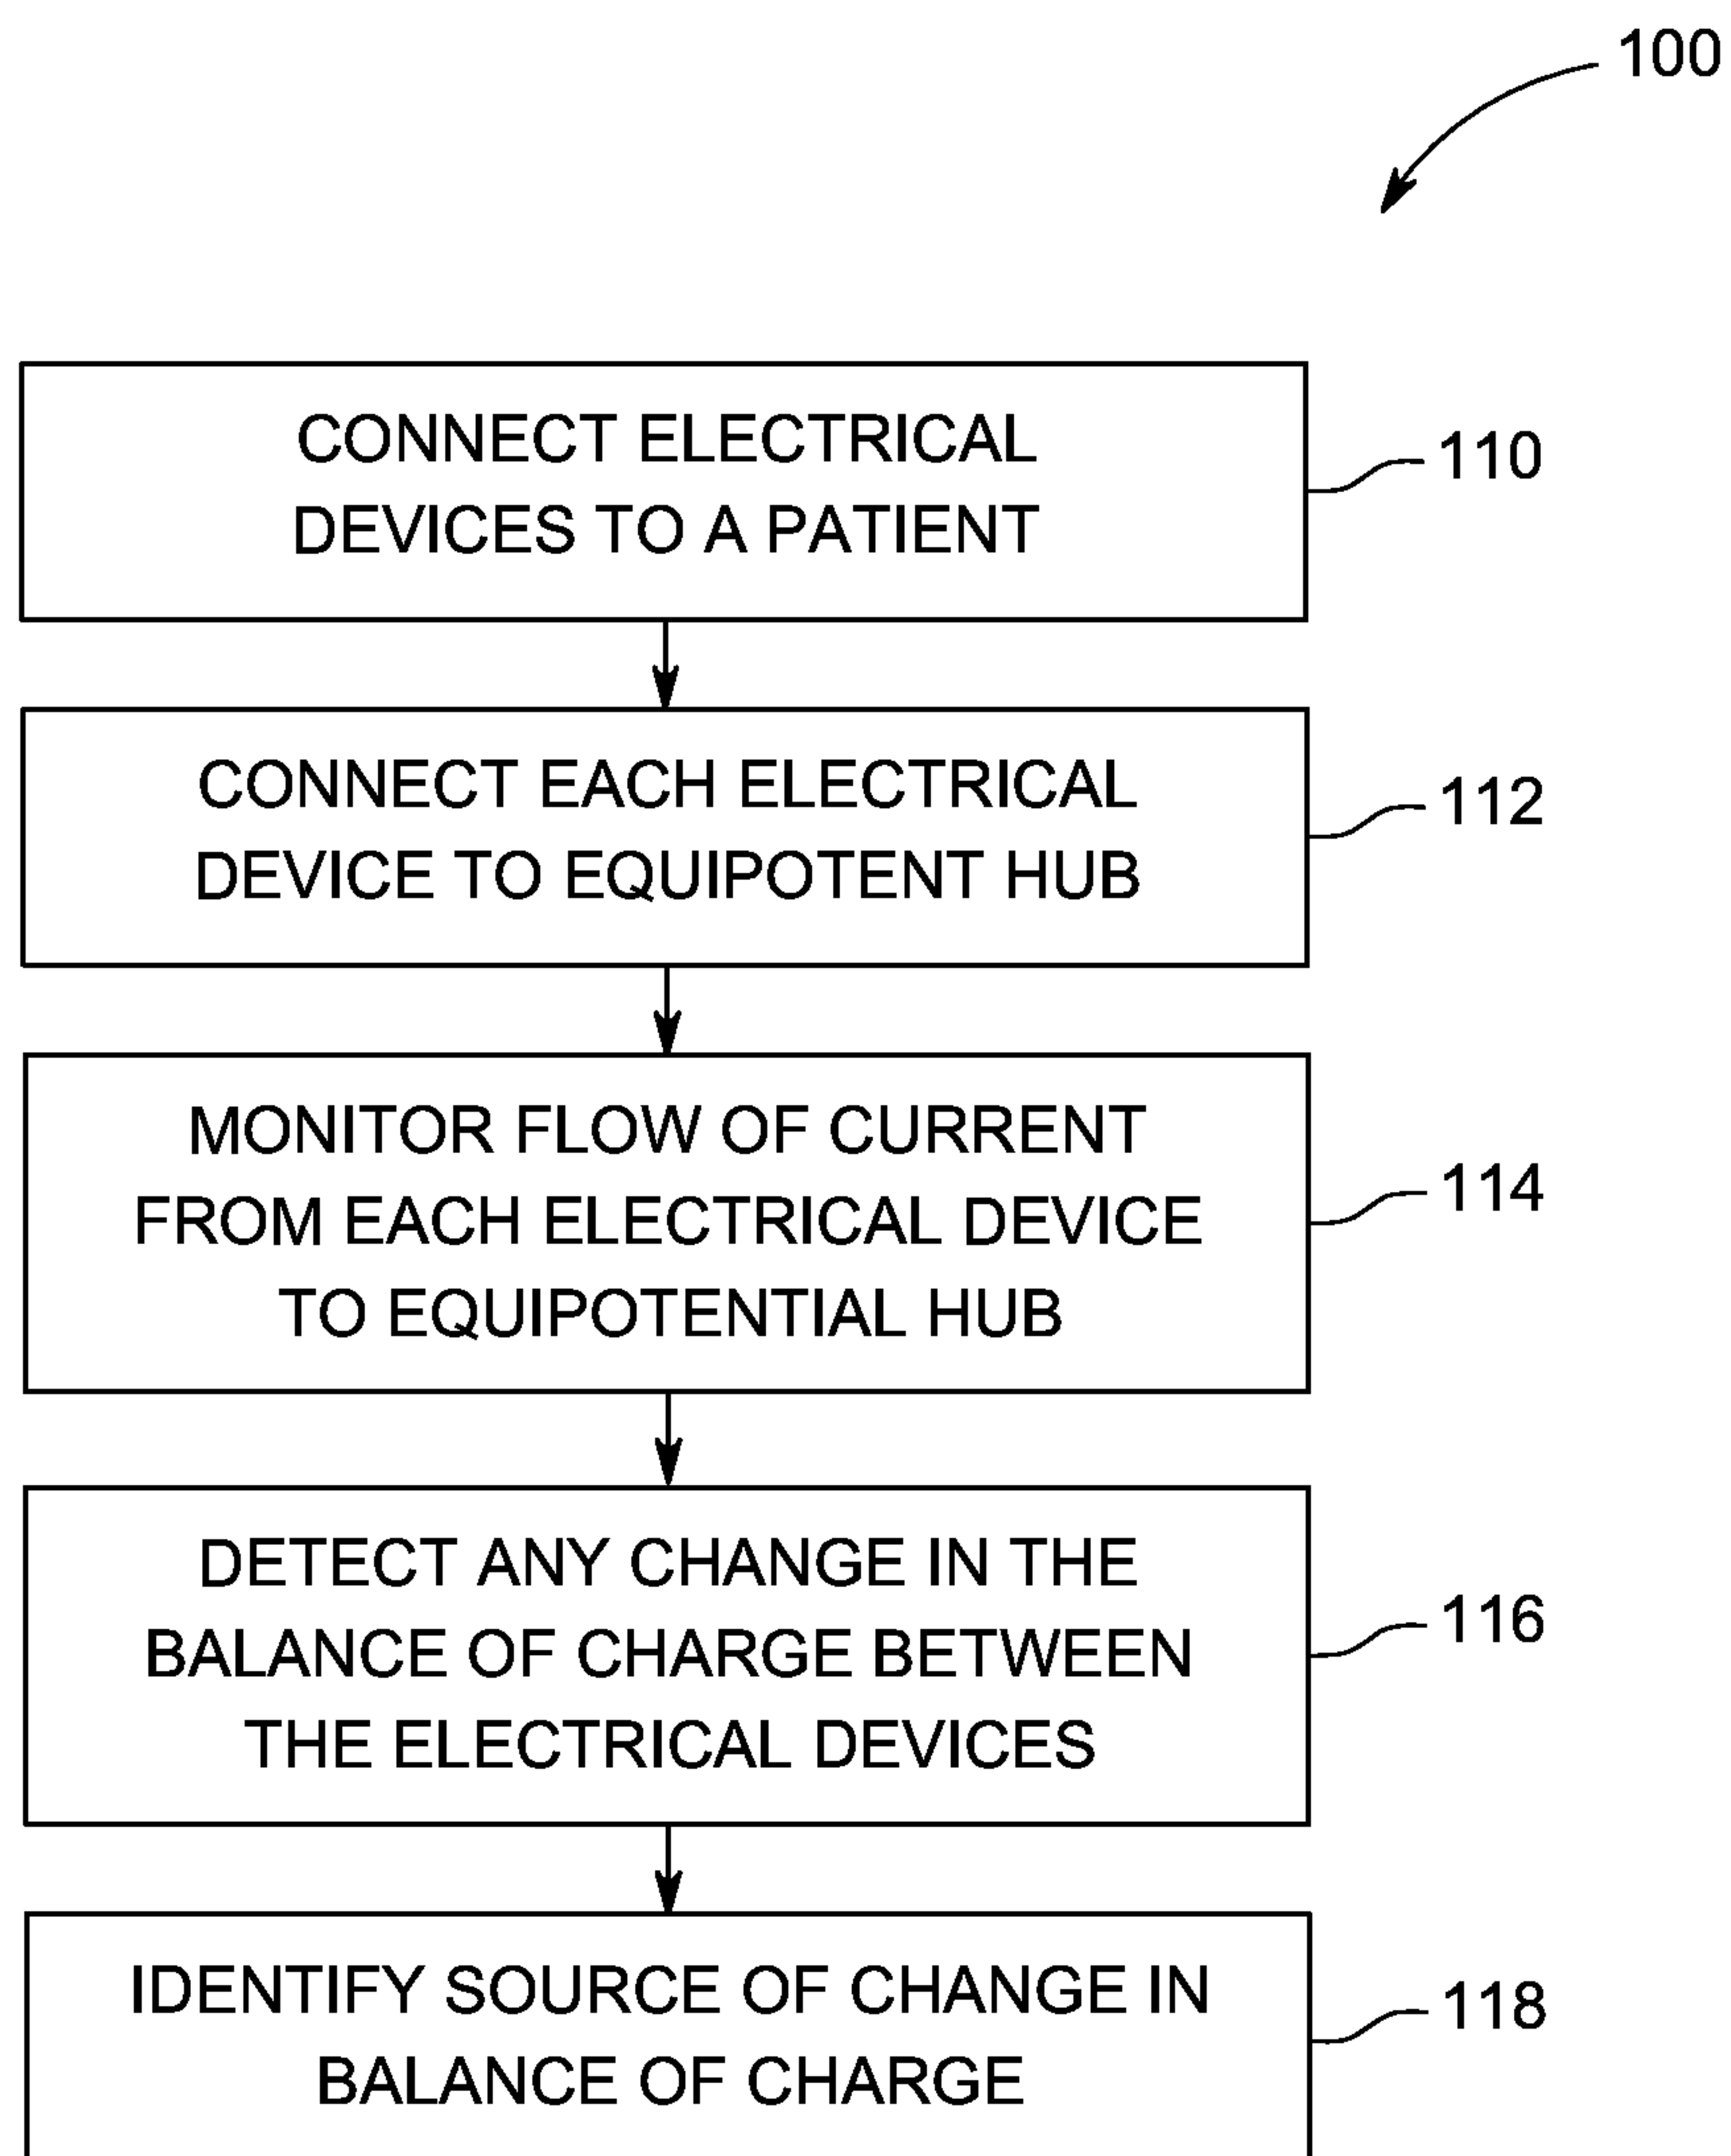 100
CONNECT ELECTRICAL
DEVICES TO A PATIENT
110
CONNECT EACH ELECTRICAL
DEVICE TO EQUIPOTENT HUB
112
MONITOR FLOW OF CURRENT
FROM EACH ELECTRICAL DEVICE
TO EQUIPOTENTIAL HUB
114
DETECT ANY CHANGE IN THE
BALANCE OF CHARGE BETWEEN
THE ELECTRICAL DEVICES
116
IDENTIFY SOURCE OF CHANGE IN
BALANCE OF CHARGE
118